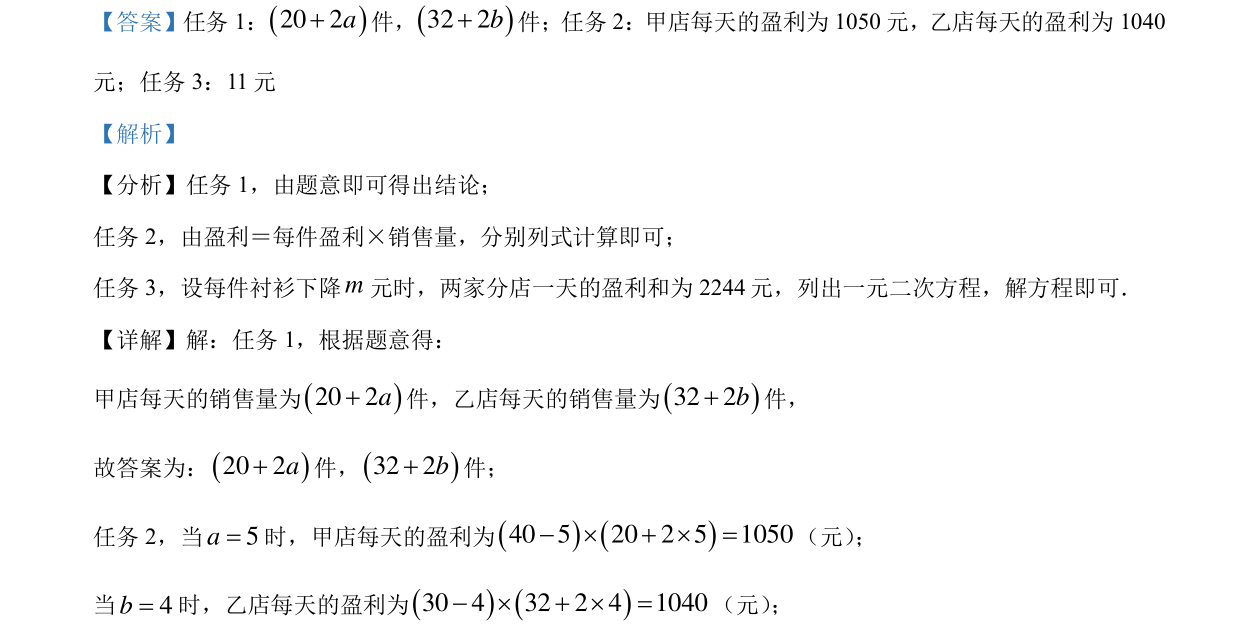 【答案】任务 1：(20+2a)件，(32+2b)件；任务 2：甲店每天的盈利为 1050 元，乙店每天的盈利为 1040
元；任务 3：11 元
【解析】
【分析】任务 1，由题意即可得出结论；
任务 2，由盈利＝每件盈利×销售量，分别列式计算即可；
任务 3，设每件衬衫下降 m 元时，两家分店一天的盈利和为 2244 元，列出一元二次方程，解方程即可．
【详解】解：任务 1，根据题意得：
甲店每天的销售量为(20+2a)件，乙店每天的销售量为(32+2b)件，
故答案为：(20+2a)件，(32+2b)件；
任务 2，当 a=5 时，甲店每天的盈利为(40−5)×(20+2×5)=1050（元）；
当 b=4 时，乙店每天的盈利为(30−4)×(32+2×4)=1040（元）；